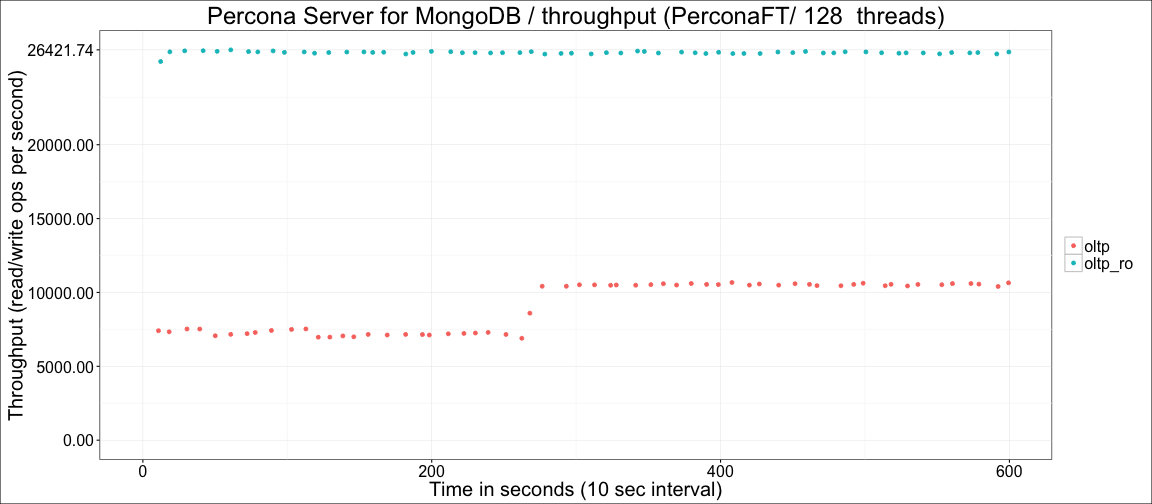 Percona Server for MongoDB / throughput (PerconaFT/ 128  threads)
Throughput (read/write ops per second)
26421.74
20000.00
15000.00
10000.00
5000.00
0.00
0
200
400
600
Time in seconds (10 sec interval)
oltp
oltp_ro